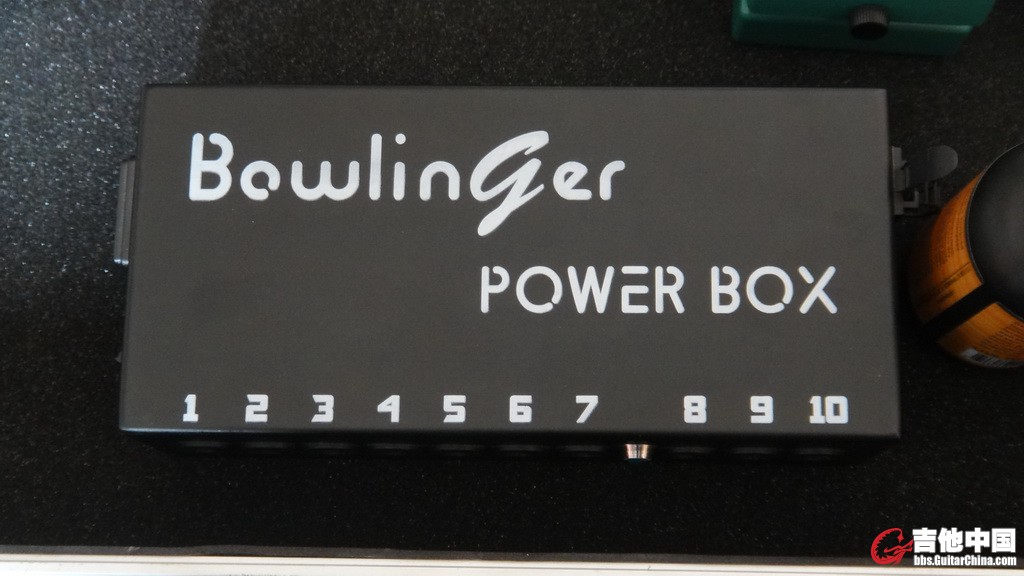 BowlinGer
POWER BOX
1 2 3 4 5 6 7 8 9 10
吉他中国
bbs.GuitarChina.com